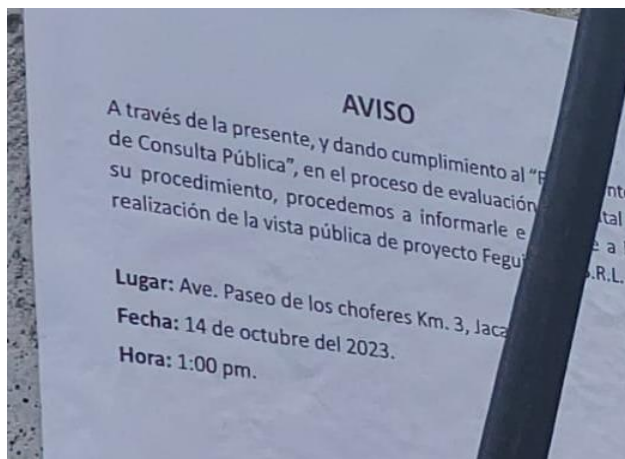 AVISO
A través de la presente, y dando cumplimiento al
de Consulta Pública", en el proceso de evaluación
su procedimiento, procedemos a informarle e a
realización de la vista pública de proyecto S.R.L.
Lugar: Ave. Paseo de los choferes Km. 3,
Fecha: 14 de octubre del 2023.
Hora: 1:00 pm.